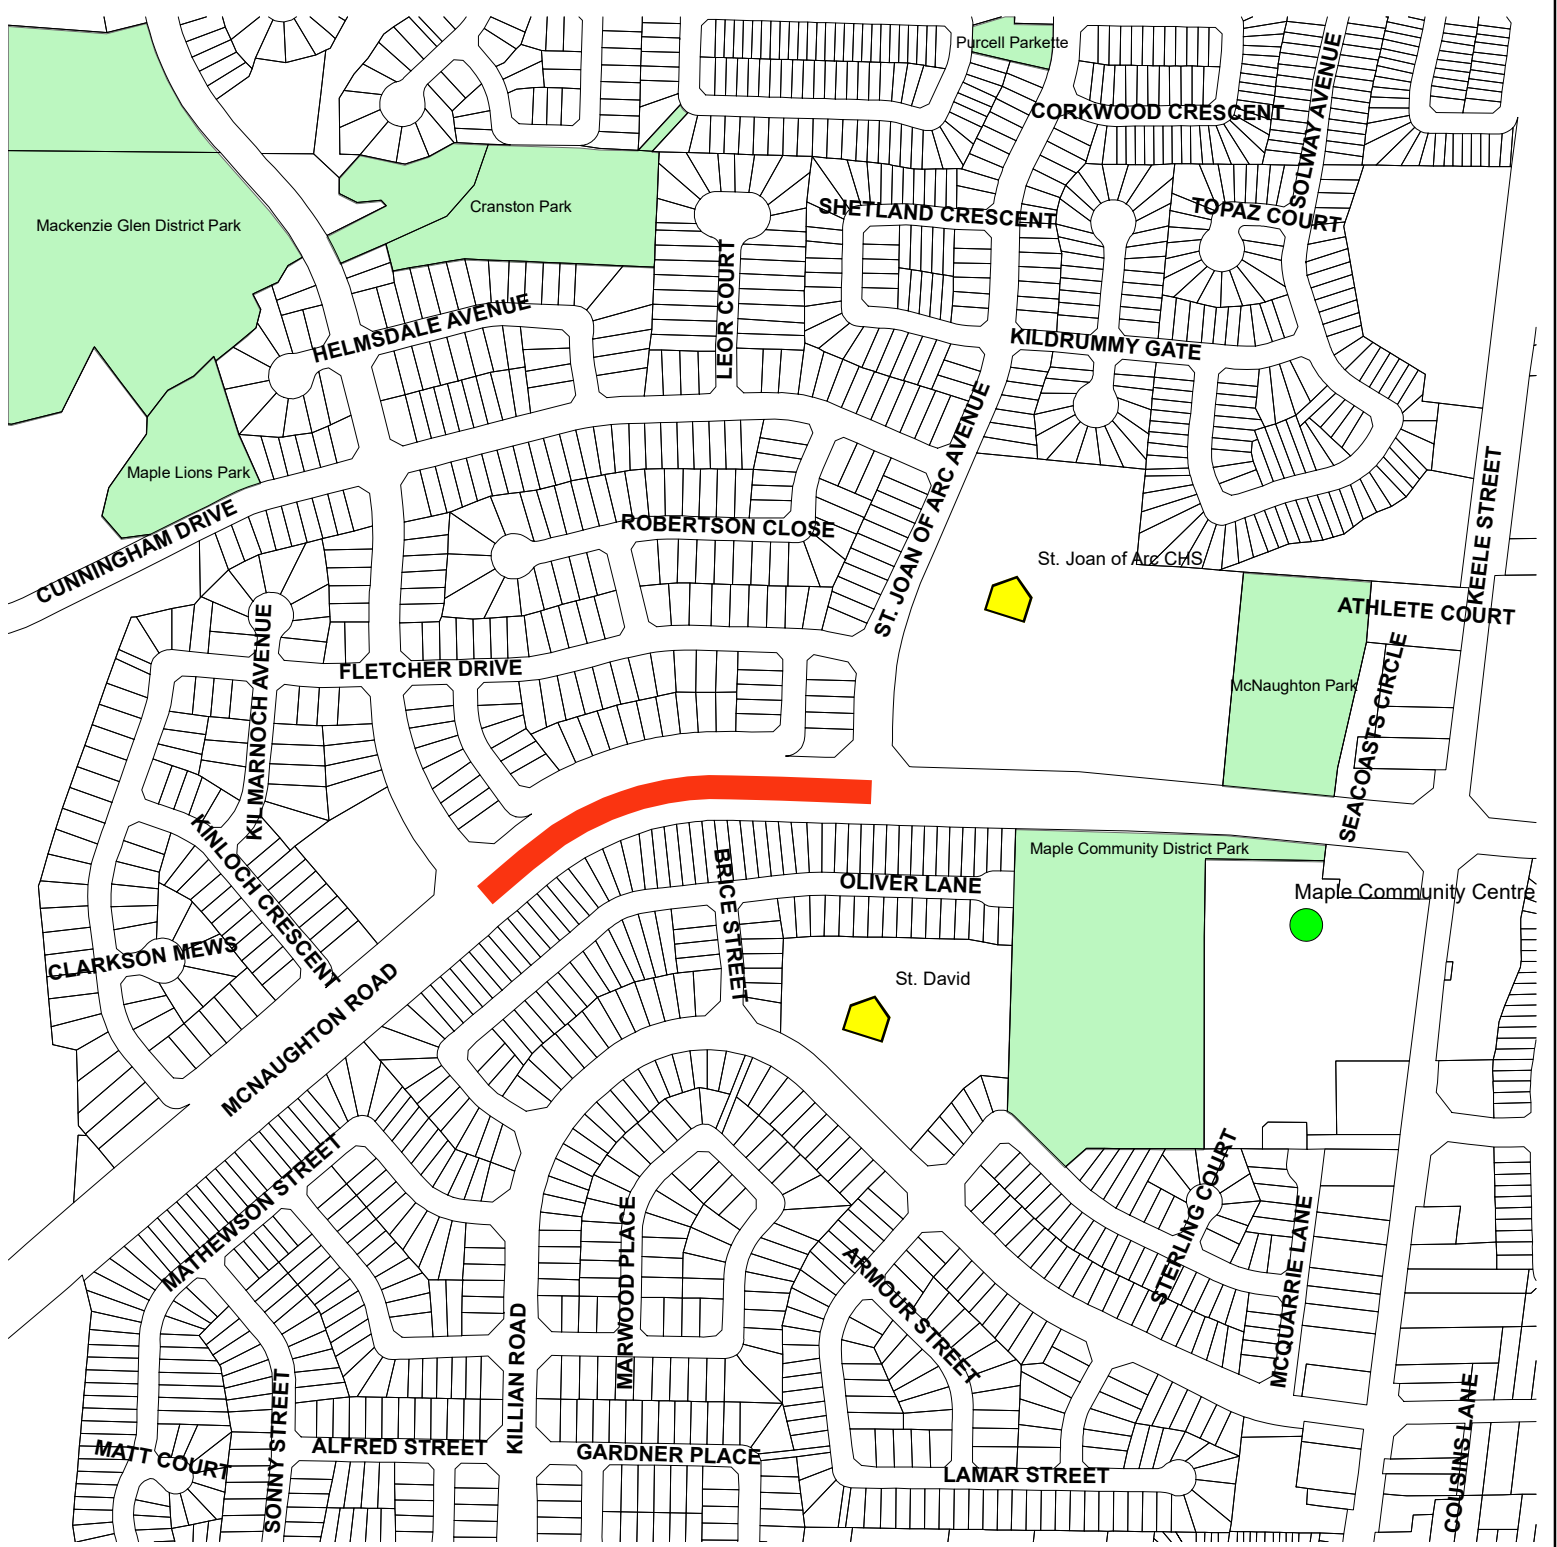 Purcell Parkette
CORKWOOD CRESCENT
SOLWAY AVENUE
Mackenzie Glen District Park
Cranston Park
SHETLAND CRESCENT
TOPAZ COURT
LEOR COURT
HELMSDALE AVENUE
KILDRUMMY GATE
Maple Lions Park
CUNNINGHAM DRIVE
ROBERTSON CLOSE
ST. JOAN OF ARC AVENUE
KEELE STREET
St. Joan of Arc CHS
ATHLETE COURT
KILMARNOCH AVENUE
FLETCHER DRIVE
McNaughton Park
SEACOASTS CIRCLE
KINLOCH CRESCENT
BRICE STREET
OLIVER LANE
Maple Community District Park
Maple Community Centre
CLARKSON MEWS
MCNAUGHTON ROAD
St. David
MATHEWSON STREET
MARWOOD PLACE
STERLING COURT
MCQUARRIE LANE
ARMOUR STREET
KILLIAN ROAD
SONNY STREET
MATT COURT
ALFRED STREET
GARDNER PLACE
LAMAR STREET
COUSINS LANE